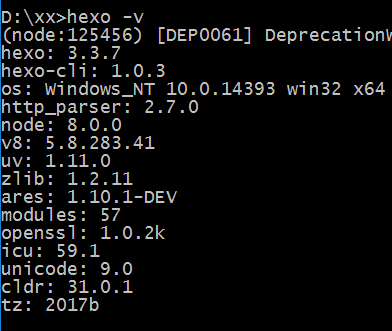 D:\xx>hexo -v
(node:125456) [DEP0061] Deprecation
hexo: 3.3.7
hexo-cli: 1.0.3
os: Windows_NT 10.0.14393 win32 x64
http_parser: 2.7.0
node: 8.0.0
v8: 5.8.283.41
uv: 1.11.0
zlib: 1.2.11
ares: 1.10.1-DEV
modules: 57
openssl: 1.0.2k
icu: 59.1
unicode: 9.0
cldr: 31.0.1
tz: 2017b